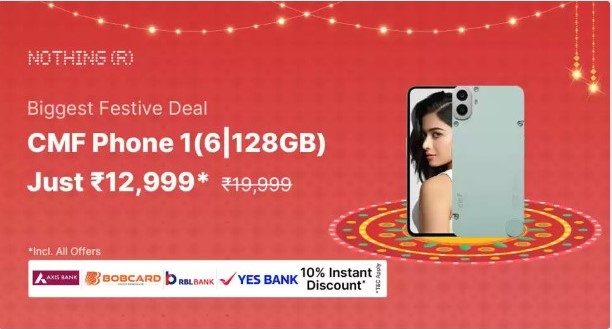 NOTHING (R)
Biggest Festive Deal
CMF Phone 1(6|128GB)
Just ₹12,999* ₹19,999
*Incl. All Offers
AXIS BANK BOBCARD RBLBANK YES BANK 10% Instant
Discount*
*T&C Apply